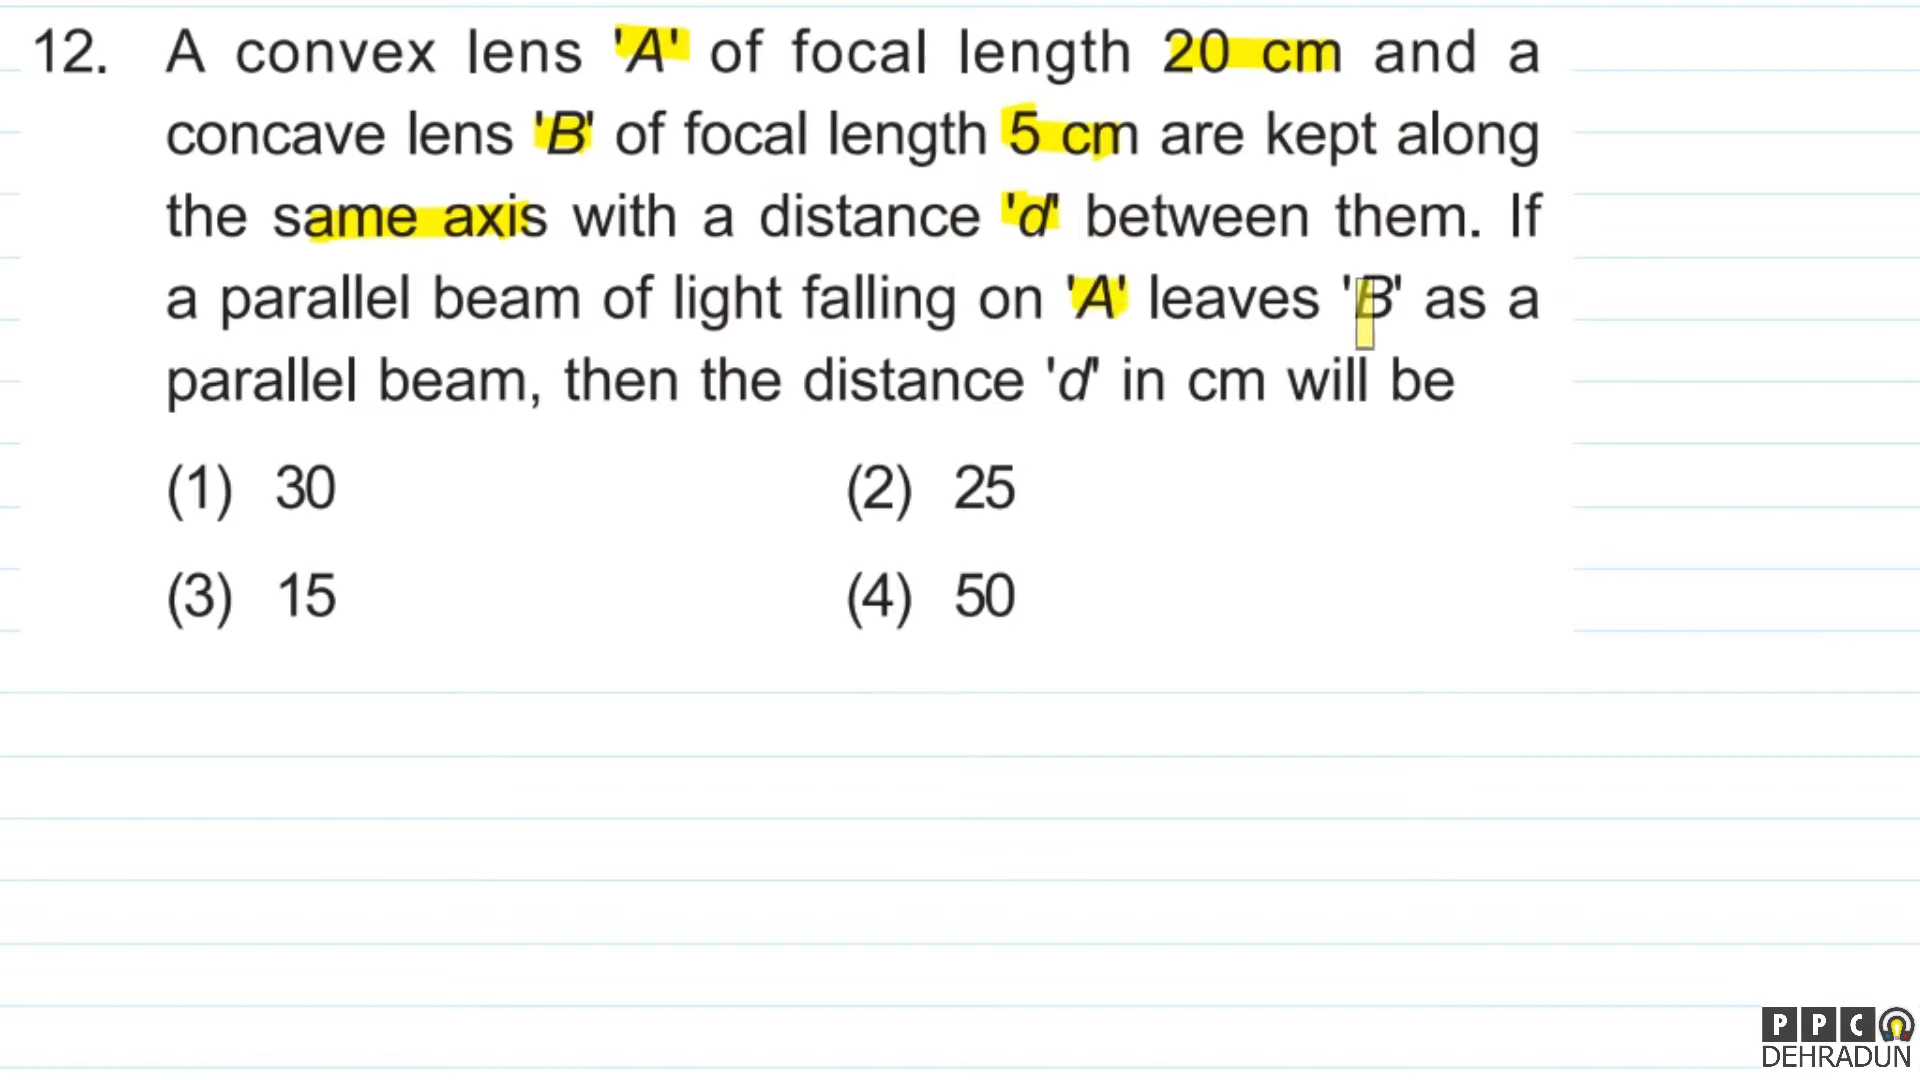 12. A convex lens 'A' of focal length 20 cm and a
concave lens 'B' of focal length 5 cm are kept along
the same axis with a distance 'd' between them. If
a parallel beam of light falling on 'A' leaves 'B' as a
parallel beam, then the distance 'd' in cm will be
(1) 30 (2) 25
(3) 15 (4) 50
PPC
DEHRADUN